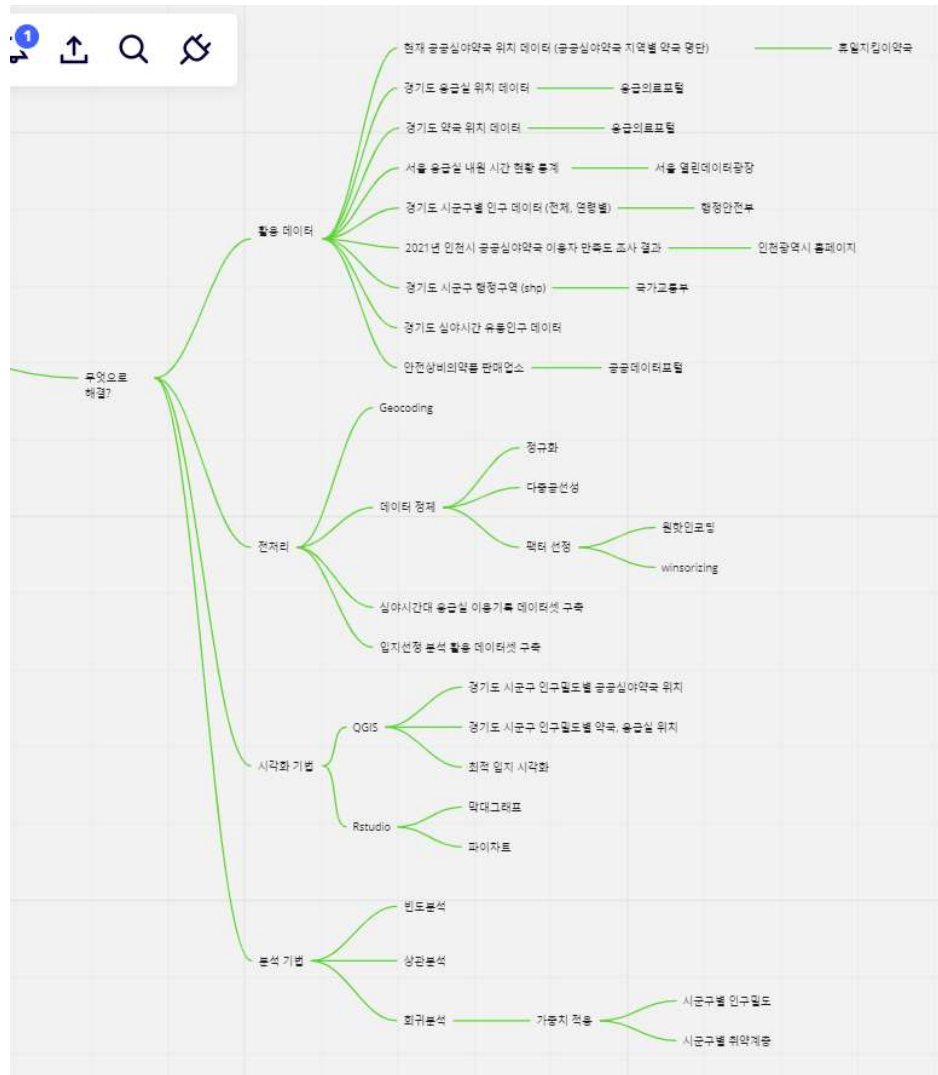 1
현재 공공심야약국 위치 데이터 (공공심야약국 지역별 약국 명단)
휴일지킴이약국
경기도 응급실 위치 데이터
응급의료포털
경기도 약국 위치 데이터
응급의료포털
서울 응급실 내원 시간 현황 통계
서울 열린데이터광장
활용 데이터
경기도 시군구별 인구 데이터 (전체, 연령별)
행정안전부
2021년 인천시 공공심야약국 이용자 만족도 조사 결과
인천광역시 홈페이지
경기도 시군구 행정구역 (shp)
국가교통부
경기도 심야시간 유동인구 데이터
안전상비의약품 판매업소
공공데이터포털
무엇으로
해결?
Geocoding
정규화
데이터 정제
다중공선성
전처리
팩터 선정
원핫인코딩
winsorizing
심야시간대 응급실 이용기록 데이터셋 구축
입지선정 분석 활용 데이터셋 구축
경기도 시군구 인구밀도별 공공심야약국 위치
QGIS
경기도 시군구 인구밀도별 약국, 응급실 위치
시각화 기법
최적 입지 시각화
막대그래프
Rstudio
파이차트
빈도분석
분석 기법
상관분석
회귀분석
가중치 적용
시군구별 인구밀도
시군구별 취약계층